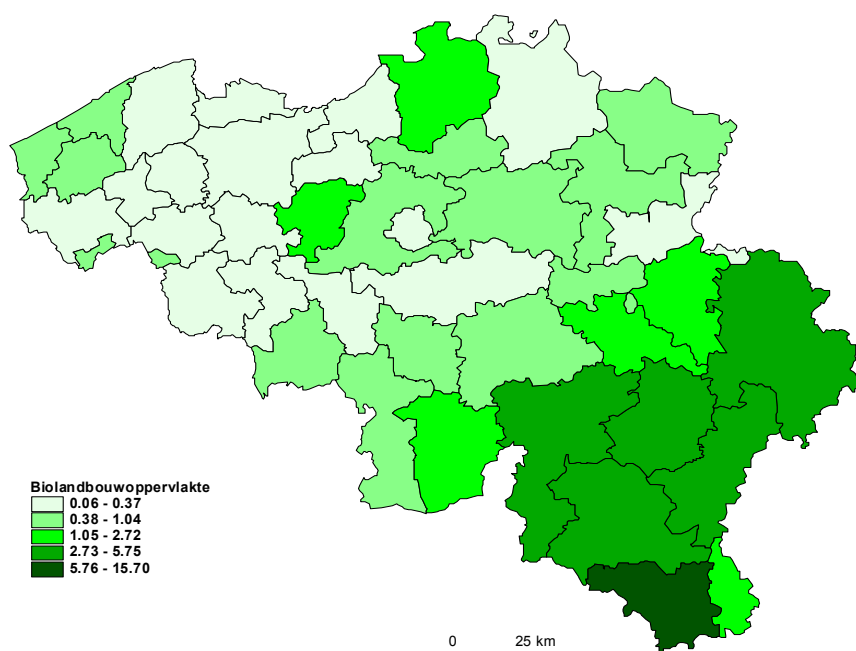 Biolandbouwoppervlakte
0.06 - 0.37
0.38 - 1.04
1.05 - 2.72
2.73 - 5.75
5.76 - 15.70
0 25 km